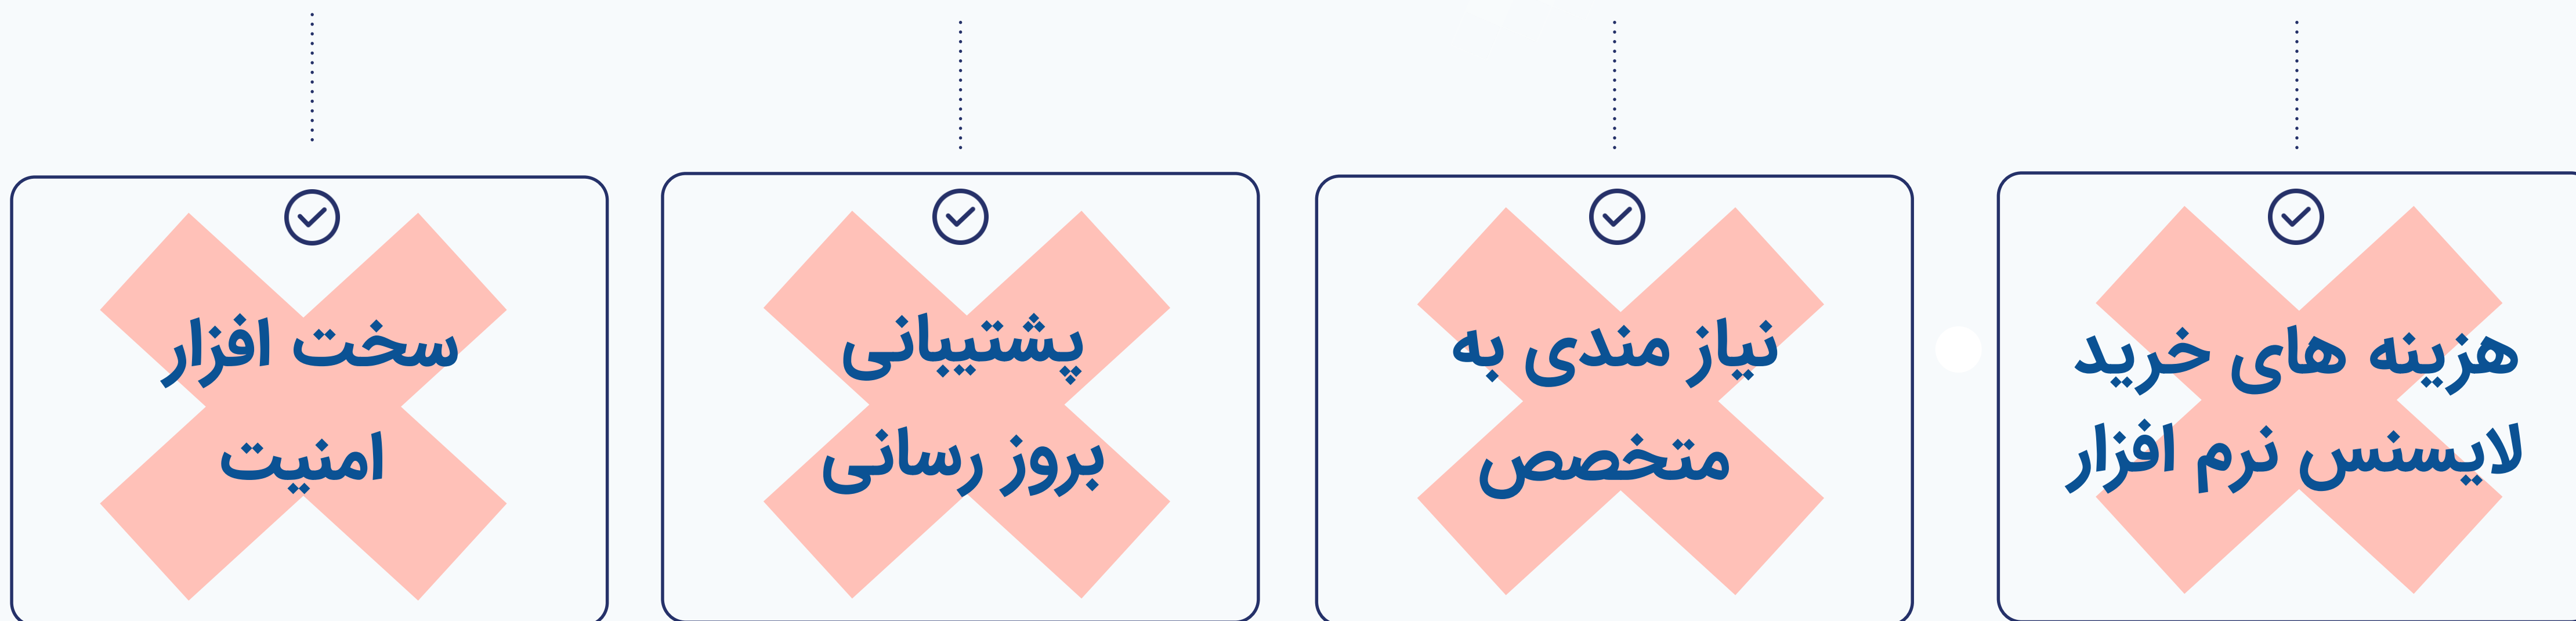 هزینه های خرید
لایسنس نرم افزار
نیاز مندی به
متخصص
پشتیبانی
بروز رسانی
سخت افزار
امنیت